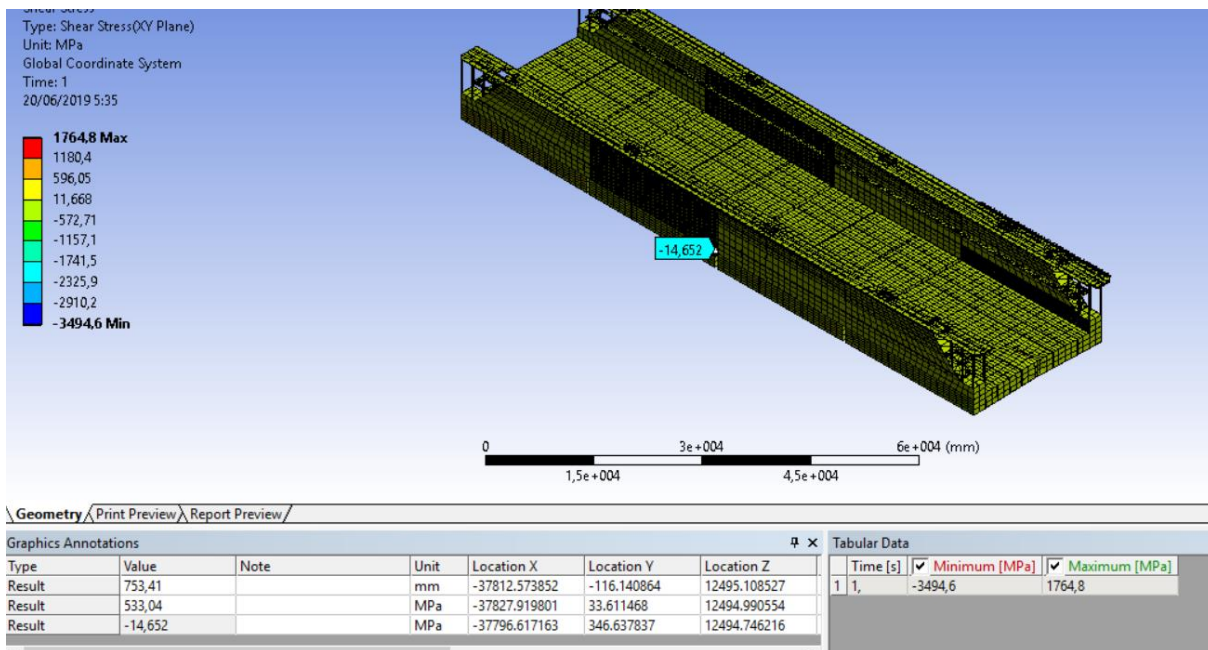 Shear Stress
Type: Shear Stress(XY Plane)
Unit: MPa
Global Coordinate System
Time: 1
20/06/2019 5:35
1764,8 Max
1180,4
596,05
11,668
-572,71
-1157,1
-1741,5
-2325,9
-2910,2
-3494,6 Min
-14,652
0 3e+004 6e+004 (mm)
1,5e+004 4,5e+004
Geometry Print Preview Report Preview
Graphics Annotations
Type Value Note Unit Location X Location Y Location Z
Result 753,41 mm -37812.573852 -116.140864 12495.108527
Result 533,04 MPa -37827.919801 33.611468 12494.990554
Result -14,652 MPa -37796.617163 346.637837 12494.746216
Tabular Data
Time [s] Minimum [MPa] Maximum [MPa]
1 1, -3494,6 1764,8